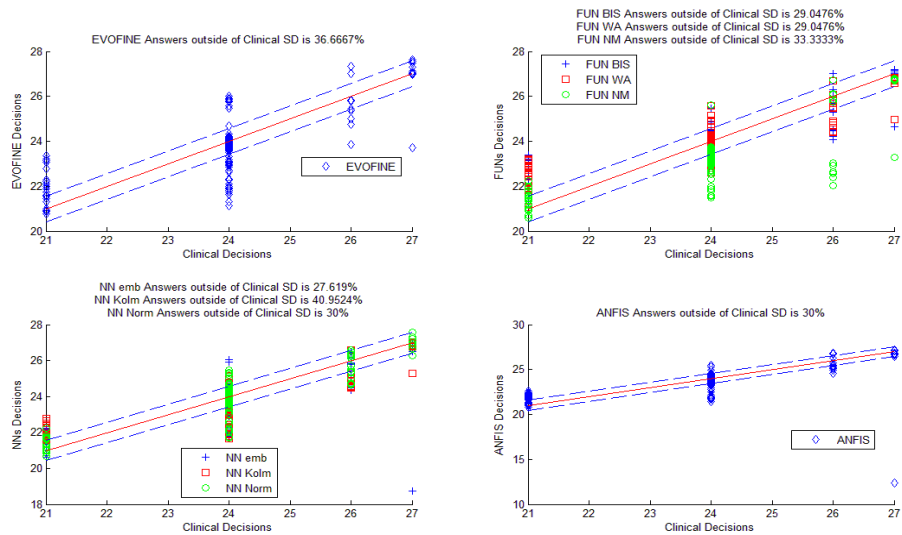 EVOFINE Answers outside of Clinical SD is 36.6667%
28
26
24
22
20
21
22
23
24
25
26
27
EVOFINE Decisions
Clinical Decisions
EVOFINE
FUN BIS Answers outside of Clinical SD is 29.0476%
FUN WA Answers outside of Clinical SD is 29.0476%
FUN NM Answers outside of Clinical SD is 33.3333%
28
26
24
22
20
21
22
23
24
25
26
27
FUNs Decisions
Clinical Decisions
FUN BIS
FUN WA
FUN NM
NN emb Answers outside of Clinical SD is 27.619%
NN Kolm Answers outside of Clinical SD is 40.9524%
NN Norm Answers outside of Clinical SD is 30%
28
26
24
22
20
18
21
22
23
24
25
26
27
NNs Decisions
Clinical Decisions
NN emb
NN Kolm
NN Norm
ANFIS Answers outside of Clinical SD is 30%
30
25
20
15
10
21
22
23
24
25
26
27
ANFIS Decisions
Clinical Decisions
ANFIS